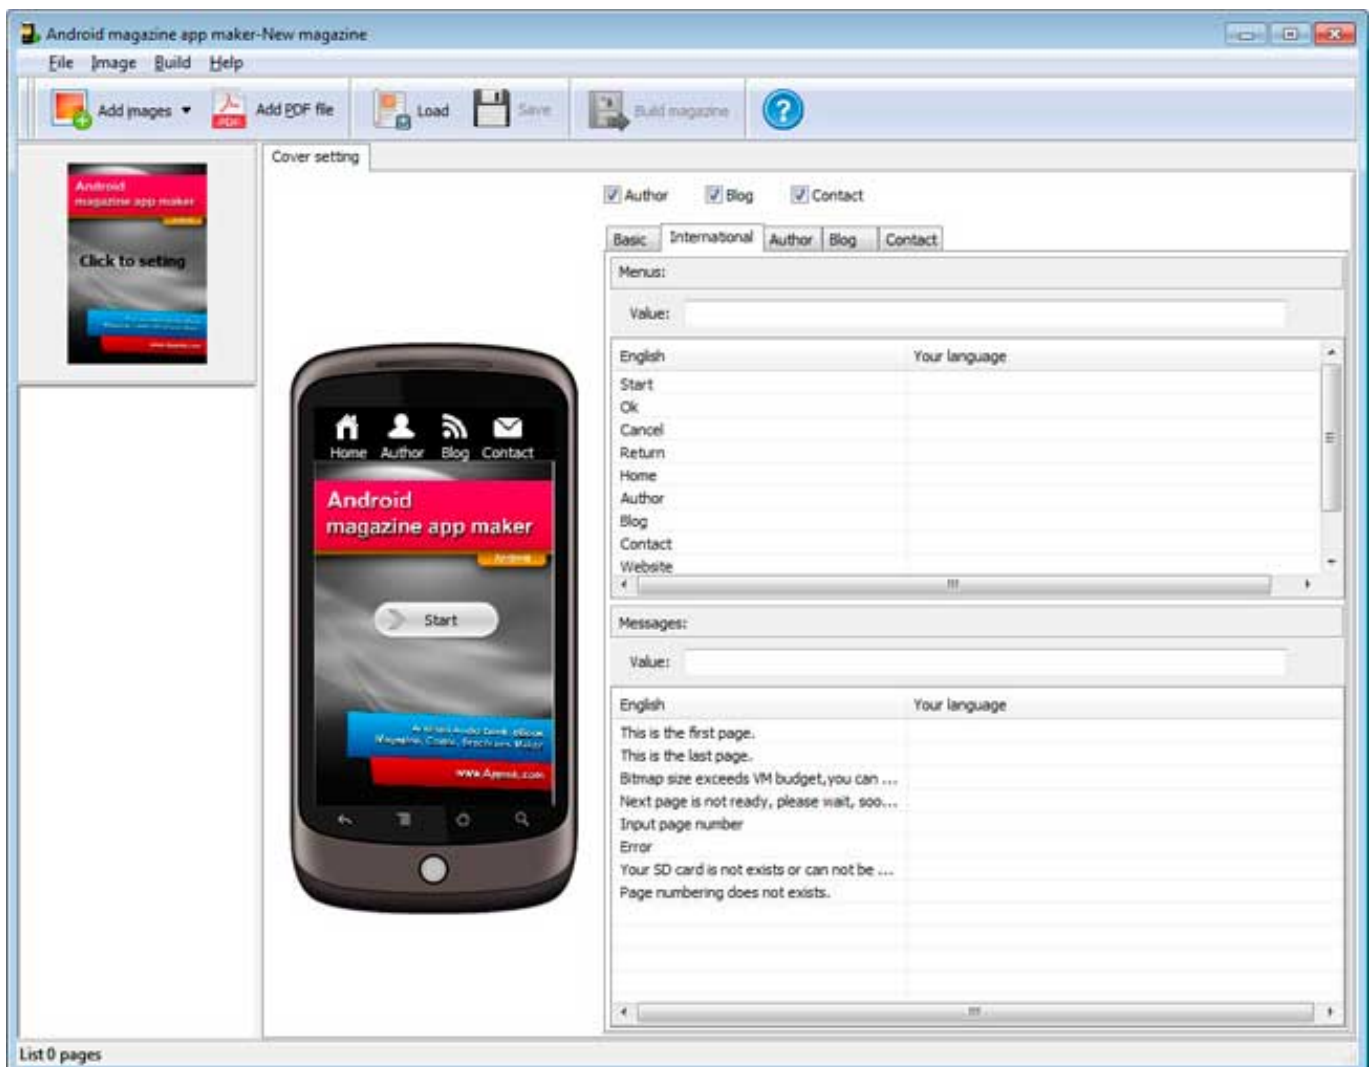 Android magazine app maker-New magazine
File Image Build Help
Add images Add PDF file Load Save Build magazine
PDF
Cover setting
Android
magazine app maker
Click to seting
Author Blog Contact
Basic International Author Blog Contact
Menus:
Value:
English Your language
Start
Ok
Cancel
Return
Home
Author
Blog
Contact
Website
Home Author Blog Contact
Android
magazine app maker
Android
Start
www.
.com
Messages:
Value:
English Your language
This is the first page.
This is the last page.
Bitmap size exceeds VM budget,you can ...
Next page is not ready, please wait, soo...
Input page number
Error
Your SD card is not exists or can not be ...
Page numbering does not exists.
List 0 pages